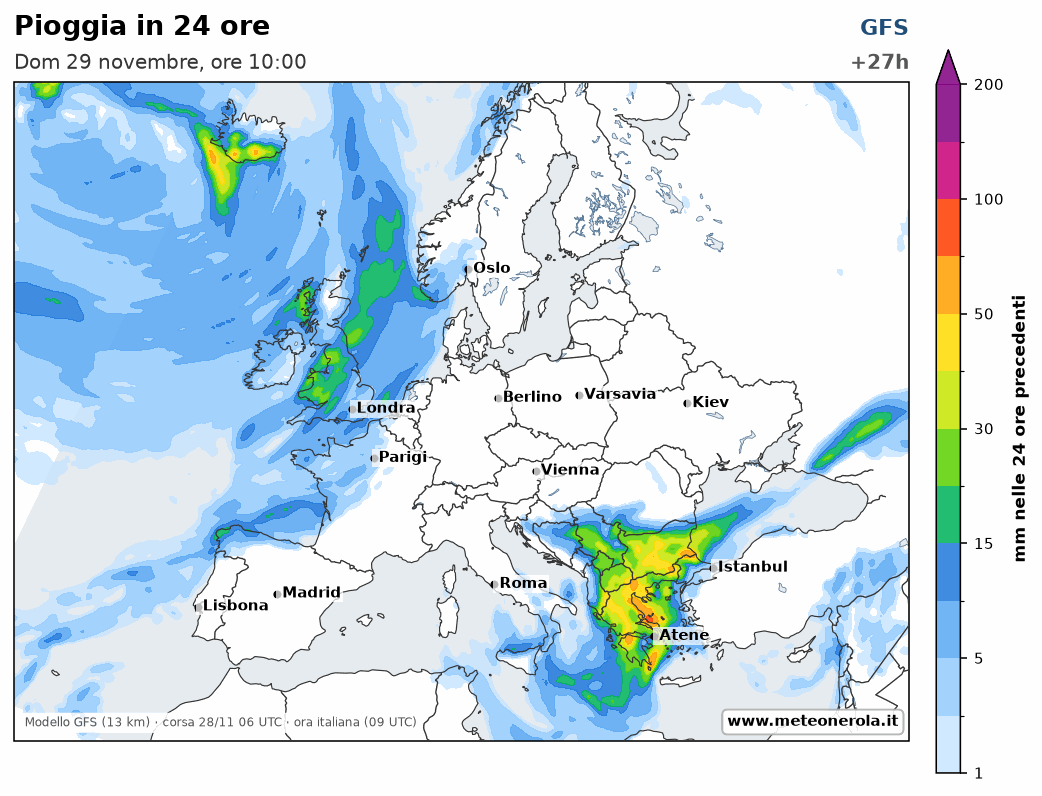 Pioggia in 24 ore
GFS
Dom 29 novembre, ore 10:00
+27h
200
100
50
30
15
5
1
mm nelle 24 ore precedenti
Oslo
Berlino
Varsavia
Kiev
Londra
Parigi
Vienna
Istanbul
Roma
Madrid
Lisbona
Atene
Modello GFS (13 km) · corsa 28/11 06 UTC · ora italiana (09 UTC)
www.meteonerola.it